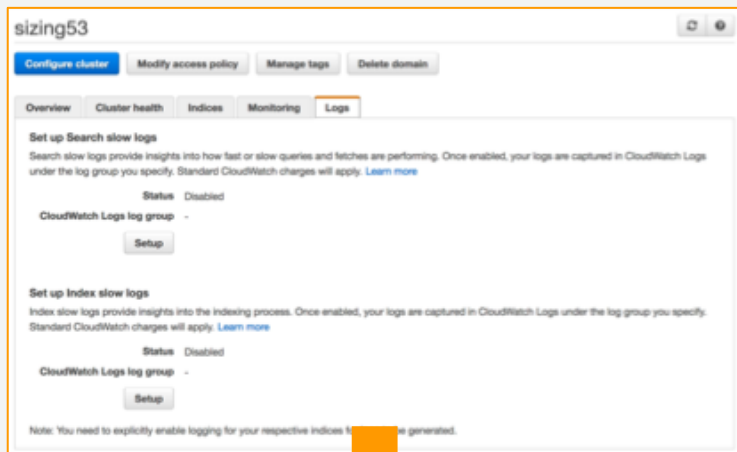 sizing53
Configure cluster Modify access policy Manage tags Delete domain
Overview Cluster health Indices Monitoring Logs
Set up Search slow logs
Search slow logs provide insights into how fast or slow queries and fetches are performing. Once enabled, your logs are captured in CloudWatch Logs
under the log group you specify. Standard CloudWatch charges will apply. Learn more
Status Disabled
CloudWatch Logs log group -
Setup
Set up Index slow logs
Index slow logs provide insights into the indexing process. Once enabled, your logs are captured in CloudWatch Logs under the log group you specify.
Standard CloudWatch charges will apply. Learn more
Status Disabled
CloudWatch Logs log group -
Setup
Note: You need to explicitly enable logging for your respective indices generated.